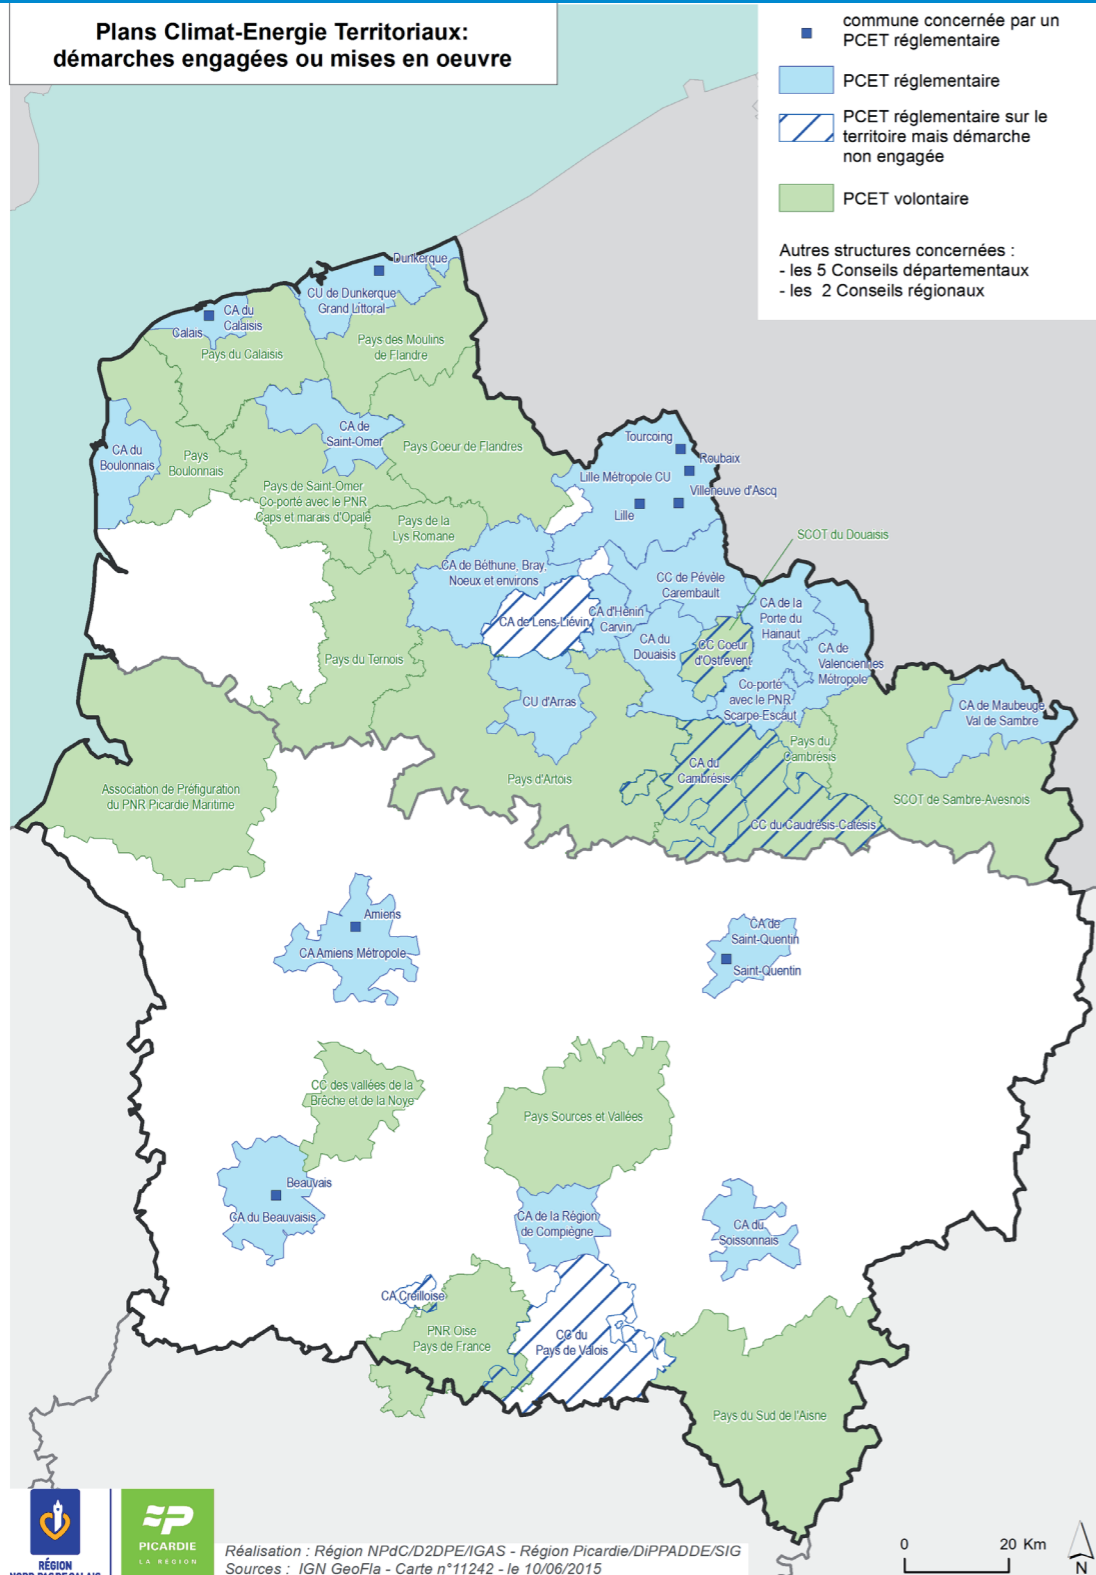 Plans Climat-Energie Territoriaux:
démarches engagées ou mises en oeuvre
commune concernée par un
PCET réglementaire
PCET réglementaire
PCET réglementaire sur le
territoire mais démarche
non engagée
PCET volontaire
Autres structures concernées :
- les 5 Conseils départementaux
- les 2 Conseils régionaux
Dunkerque
CU de Dunkerque
Grand Littoral
CA du
Calaisis
Calais
Pays du Calaisis
Pays des Moulins
de Flandre
CA du
Boulonnais
Pays
Boulonnais
CA de
Saint-Omer
Pays Coeur de Flandres
Pays de Saint-Omer
Co-porté avec le PNR
Caps et marais d'Opale
Pays de la
Lys Romane
Tourcoing
Roubaix
Lille Métropole CU
Villeneuve d'Ascq
Lille
SCOT du Douaisis
CA de Béthune, Bray,
Noeux et environs
CC de Pévèle
Carembault
CA de Lens-Liévin
CA d'Hénin
Carvin
CA du
Douaisis
CC Coeur
d'Ostrevent
CA de la
Porte du
Hainaut
CA de
Valenciennes
Métropole
Co-porté
avec le PNR
Scarpe-Escaut
Pays du Ternois
CU d'Arras
CA de Maubeuge
Val de Sambre
Pays du
Cambrésis
CA du
Cambrésis
Pays d'Artois
Association de Préfiguration
du PNR Picardie Maritime
SCOT de Sambre-Avesnois
CC du Caudrésis-Catésis
Amiens
CA Amiens Métropole
CA de
Saint-Quentin
Saint-Quentin
CC des vallées de la
Brèche et de la Noye
Pays Sources et Vallées
Beauvais
CA du Beauvaisis
CA de la Région
de Compiègne
CA du
Soissonnais
CA Creilloise
PNR Oise
Pays de France
CC du
Pays de Valois
Pays du Sud de l'Aisne
RÉGION
NORD-PAS DE CALAIS
PICARDIE
LA RÉGION
Réalisation : Région NPdC/D2DPE/IGAS - Région Picardie/DiPPADDE/SIG
Sources : IGN GeoFla - Carte n°11242 - le 10/06/2015
0 20 Km
N